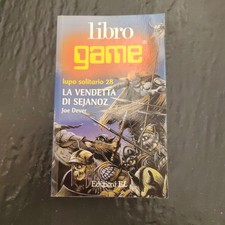 libro
game
lupo solitario 28
LA VENDETTA
DI SEJANOZ
Joe Dever
Edizioni EL